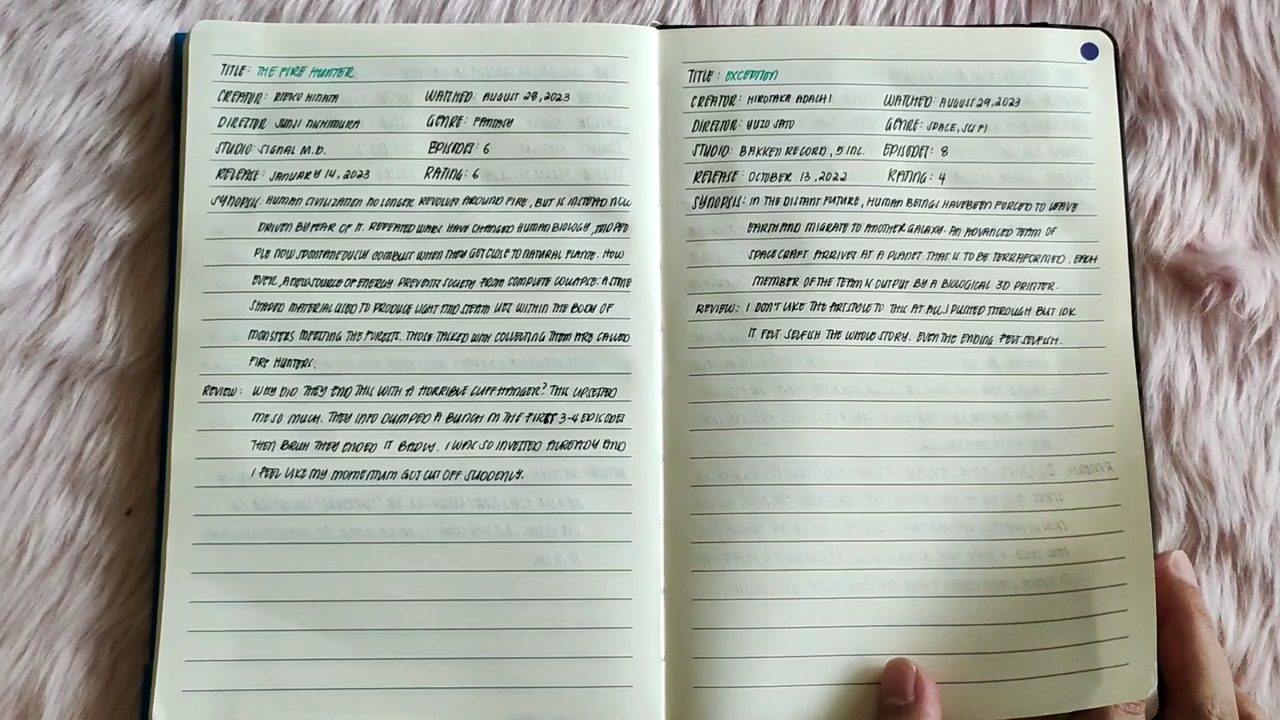 TITLE: THE FIRE HUNTER
CREATOR: RIEKO HINATA WATCHED: AUGUST 28, 2023
DIRECTOR: JUNJI NISHIMURA GENRE: FANTASY
STUDIO: SIGNAL M.D. EPISODE: 6
RELEASE: JANUARY 14, 2023 RATING: 6
SYNOPSIS: HUMAN CIVILIZATION NO LONGER REVOLVES AROUND FIRE, BUT IS INSTEAD NOW
DRIVEN BY FEAR OF IT. REPEATED WARS HAVE CHANGED HUMAN BIOLOGY, AND PEO
PLE NOW SPONTANEOUSLY COMBUST WHEN THEY GET CLOSE TO NATURAL FLAME. HOW
EVER, A NEW SOURCE OF ENERGY PREVENTS SOCIETY FROM COMPLETE COLLAPSE: A
MATERIAL USED TO PRODUCE LIGHT AND STEAM LIES WITHIN THE BODY OF
MONSTERS INFESTING THE FORESTS. THOSE TASKED WITH COLLECTING THEM ARE CALLED
FIRE HUNTERS.
REVIEW: WHY DID THEY END THIS WITH A HORRIBLE CLIFFHANGER? THIS UPSETED
ME SO MUCH. THEY INFO DUMPED A BUNCH IN THE FIRST 3-4 EPISODES
THEN BRUH THEY ENDED IT BADLY. I WAS SO INVESTED ALREADY AND
I FEEL LIKE MY MOMENTUM GOT CUT OFF SUDDENLY.
TITLE: EXCEPTION
CREATOR: HIROTAKA ADACHI WATCHED: AUGUST 29, 2023
DIRECTOR: YUZO SATO GENRE: SPACE, SCI FI
STUDIO: BAKKEN RECORD, 5 INC. EPISODE: 8
RELEASE: OCTOBER 13, 2022 RATING: 4
SYNOPSIS: IN THE DISTANT FUTURE, HUMAN BEINGS HAVE BEEN FORCED TO LEAVE
EARTH AND MIGRATE TO ANOTHER GALAXY. AN ADVANCED TEAM OF
SPACECRAFT ARRIVES AT A PLANET THAT IS TO BE TERRAFORMED. EACH
MEMBER OF THE TEAM IS OUTPUT BY A BIOLOGICAL 3D PRINTER.
REVIEW: I DON'T LIKE THE ARTSTYLE TO THIS AT ALL. I PUSHED THROUGH BUT IDK
IT FELT SELFISH THE WHOLE STORY. EVEN THE ENDING FELT SELFISH.